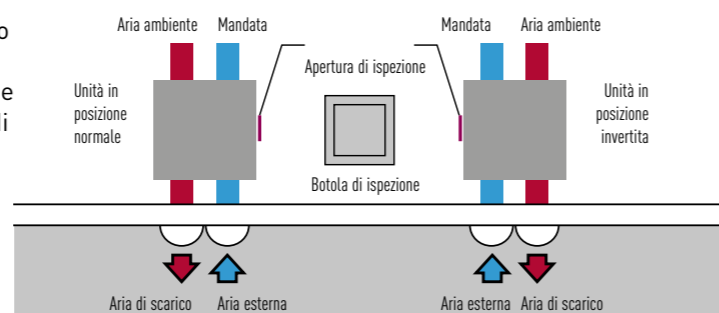 o
e
li
Aria ambiente Mandata
Mandata Aria ambiente
Apertura di ispezione
Unità in
posizione
normale
Unità in
posizione
invertita
Botola di ispezione
Aria di scarico Aria esterna
Aria esterna Aria di scarico